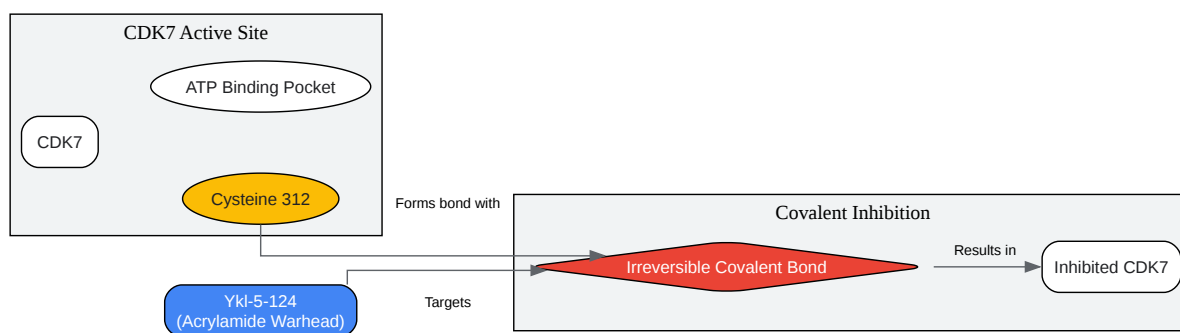 CDK7 Active Site
ATP Binding Pocket
CDK7
Cysteine 312
Forms bond with
Covalent Inhibition
Irreversible Covalent Bond
Results in
Inhibited CDK7
Targets
Ykl-5-124
(Acrylamide Warhead)